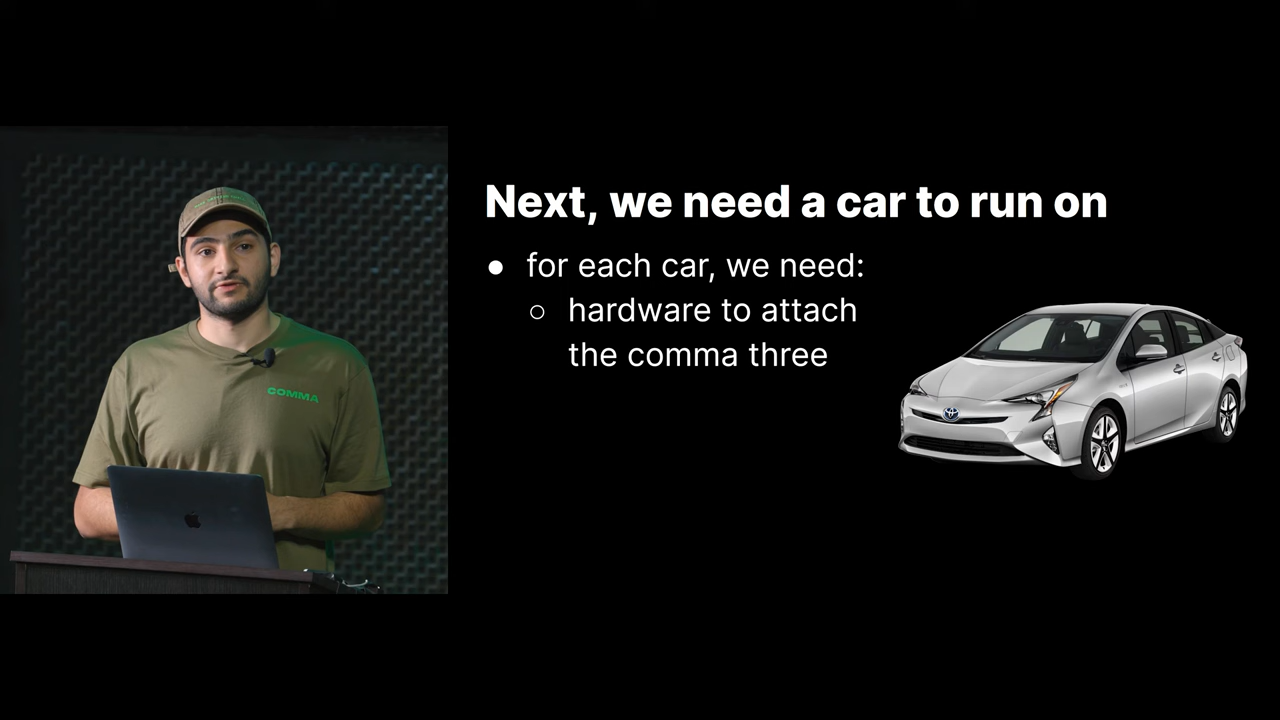 Next, we need a car to run on
● for each car, we need:
○ hardware to attach
the comma three
COMMA